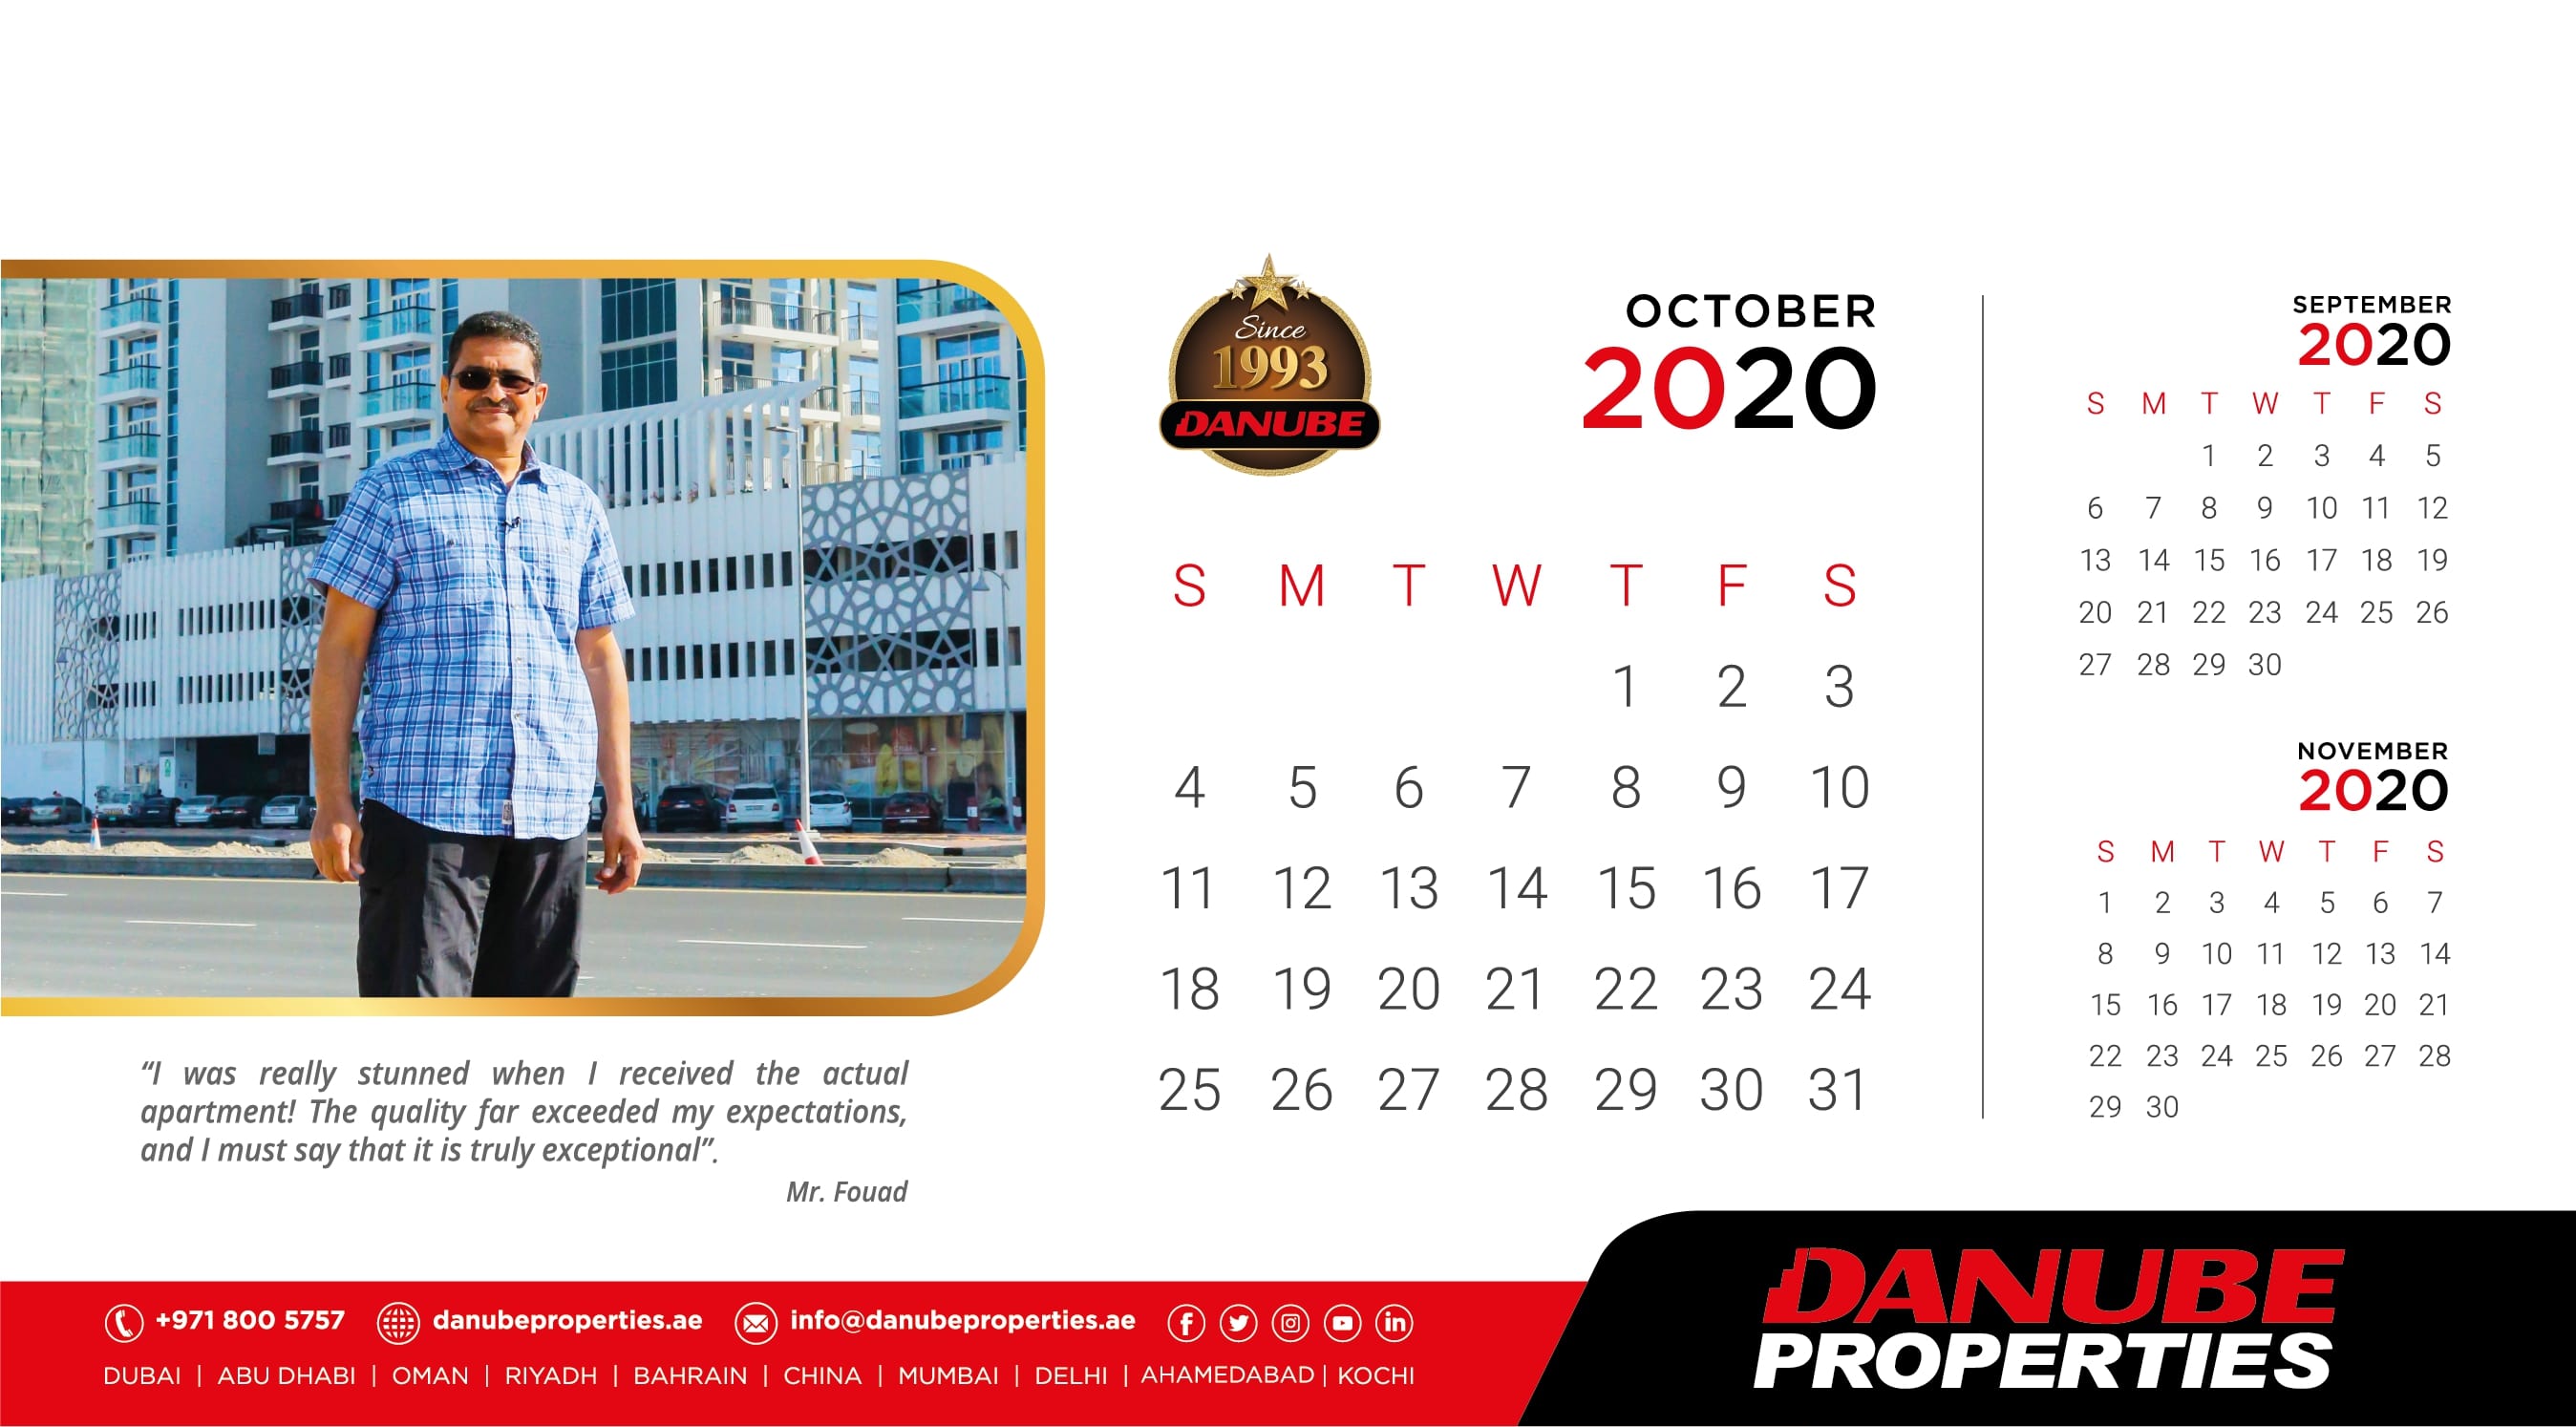 Since
1993
DANUBE
OCTOBER
2020
S M T W T F S
1 2 3
4 5 6 7 8 9 10
11 12 13 14 15 16 17
18 19 20 21 22 23 24
25 26 27 28 29 30 31
SEPTEMBER
2020
S M T W T F S
1 2 3 4 5
6 7 8 9 10 11 12
13 14 15 16 17 18 19
20 21 22 23 24 25 26
27 28 29 30
NOVEMBER
2020
S M T W T F S
1 2 3 4 5 6 7
8 9 10 11 12 13 14
15 16 17 18 19 20 21
22 23 24 25 26 27 28
29 30
“I was really stunned when I received the actual
apartment! The quality far exceeded my expectations,
and I must say that it is truly exceptional”.
Mr. Fouad
+971 800 5757 danubeproperties.ae info@danubeproperties.ae
DUBAI | ABU DHABI | OMAN | RIYADH | BAHRAIN | CHINA | MUMBAI | DELHI | AHAMEDABAD | KOCHI
DANUBE
PROPERTIES